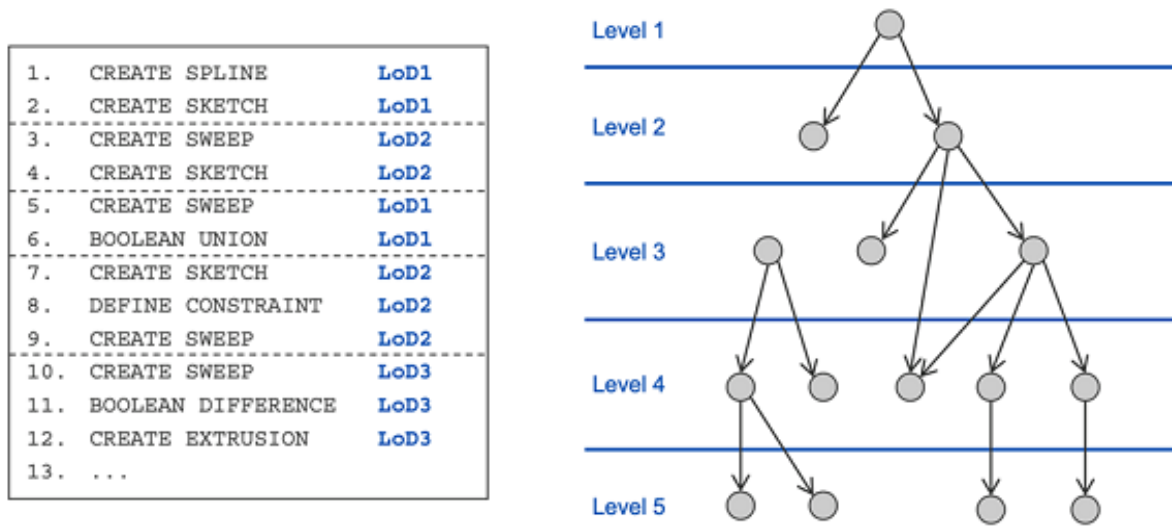 1. CREATE SPLINE LoD1
2. CREATE SKETCH LoD1
3. CREATE SWEEP LoD2
4. CREATE SKETCH LoD2
5. CREATE SWEEP LoD1
6. BOOLEAN UNION LoD1
7. CREATE SKETCH LoD2
8. DEFINE CONSTRAINT LoD2
9. CREATE SWEEP LoD2
10. CREATE SWEEP LoD3
11. BOOLEAN DIFFERENCE LoD3
12. CREATE EXTRUSION LoD3
13. ...
Level 1
Level 2
Level 3
Level 4
Level 5